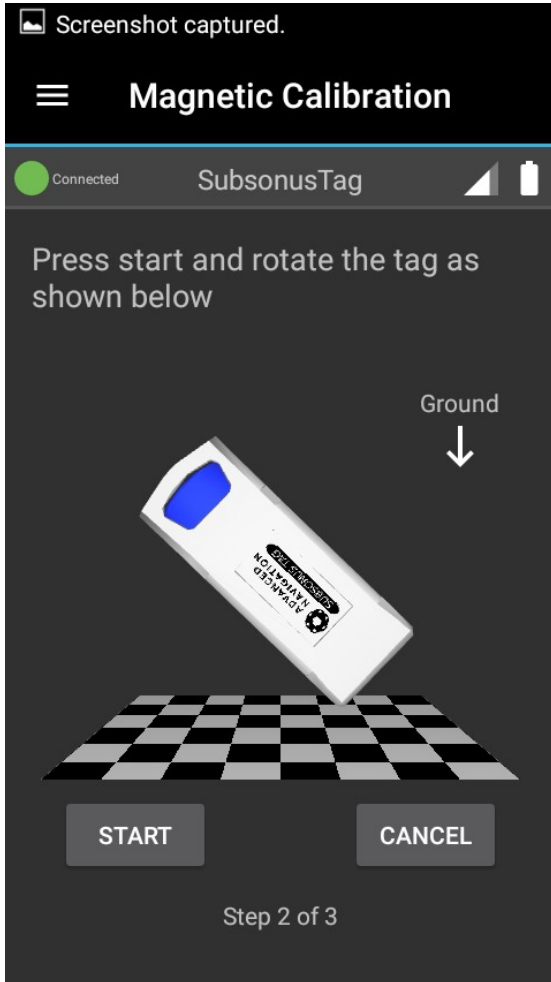 Screenshot captured.
Magnetic Calibration
Connected
SubsonusTag
Press start and rotate the tag as
shown below
Ground
ADVANCED
NAVIGATION
SUBSONUS TAG
START
CANCEL
Step 2 of 3